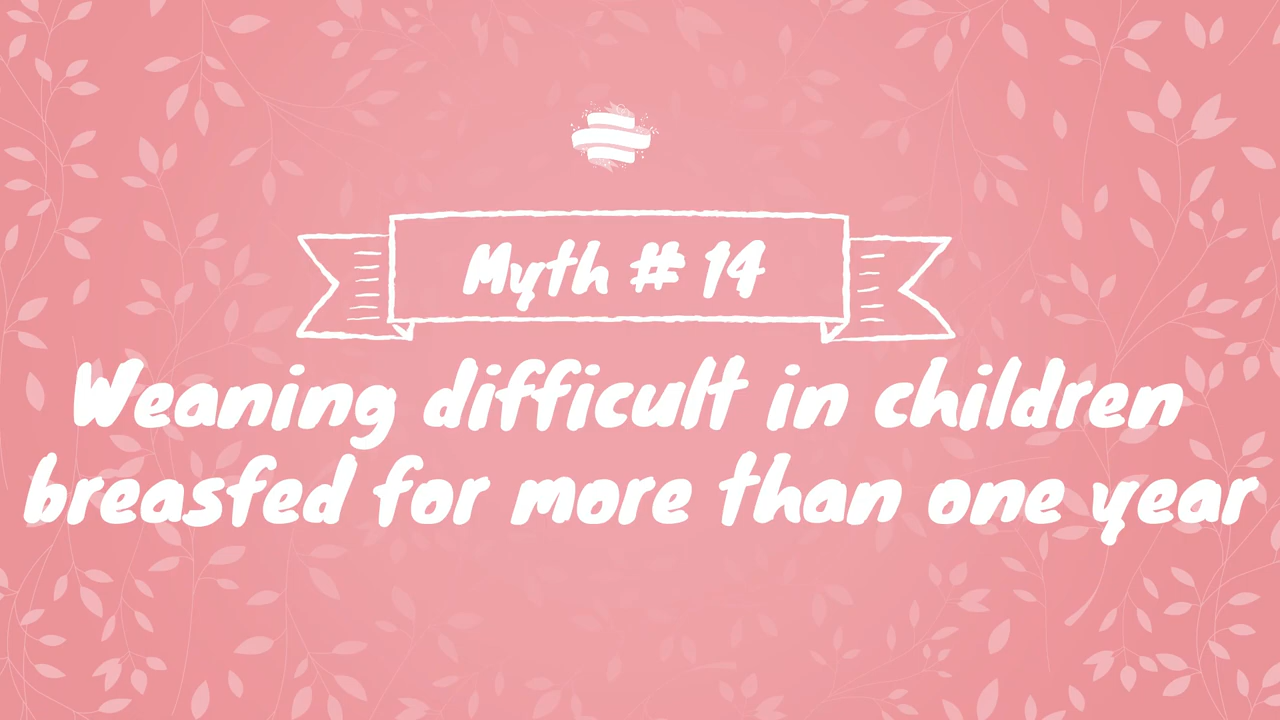 Myth # 14
Weaning difficult in children
breasfed for more than one year